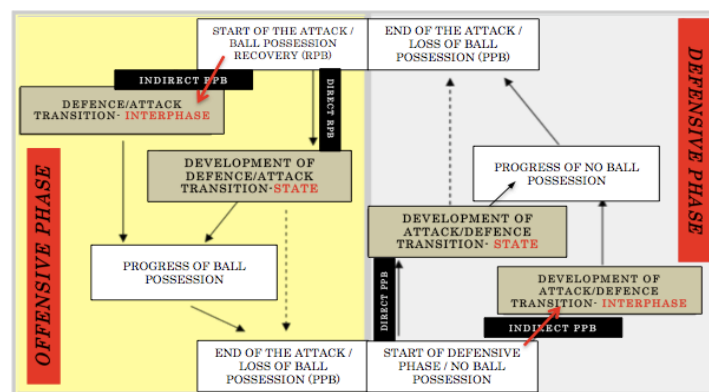 START OF THE ATTACK /
BALL POSSESSION
RECOVERY (RPB)
END OF THE ATTACK /
LOSS OF BALL
POSSESSION (PPB)
INDIRECT RPB
DEFENCE/ATTACK
TRANSITION- INTERPHASE
DIRECT RPB
DEVELOPMENT OF
DEFENCE/ATTACK
TRANSITION-STATE
PROGRESS OF BALL
POSSESSION
END OF THE ATTACK /
LOSS OF BALL
POSSESSION (PPB)
OFFENSIVE PHASE
DEFENSIVE PHASE
PROGRESS OF NO BALL
POSSESSION
DEVELOPMENT OF
ATTACK/DEFENCE
TRANSITION- STATE
DIRECT PPB
DEVELOPMENT OF
ATTACK/DEFENCE
TRANSITION- INTERPHASE
INDIRECT PPB
START OF DEFENSIVE
PHASE / NO BALL
POSSESSION